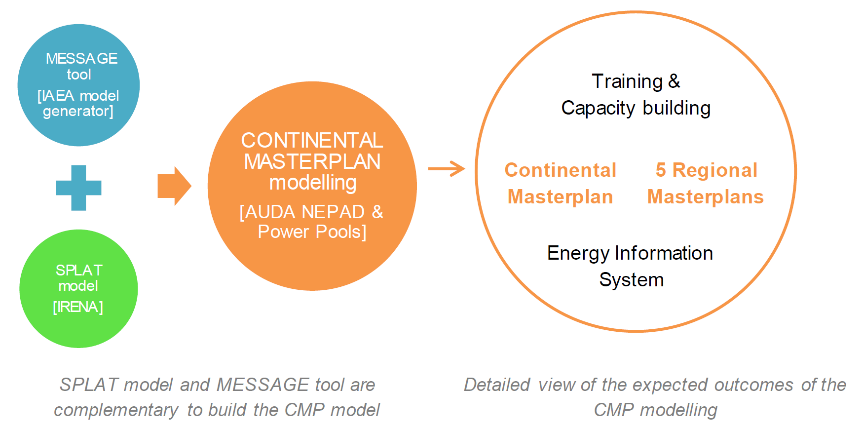 MESSAGE
tool
[IAEA model
generator]
SPLAT
model
[IRENA]
CONTINENTAL
MASTERPLAN
modelling
[AUDA NEPAD &
Power Pools]
Training &
Capacity building
Continental
Masterplan
5 Regional
Masterplans
Energy Information
System
SPLAT model and MESSAGE tool are
complementary to build the CMP model
Detailed view of the expected outcomes of the
CMP modelling